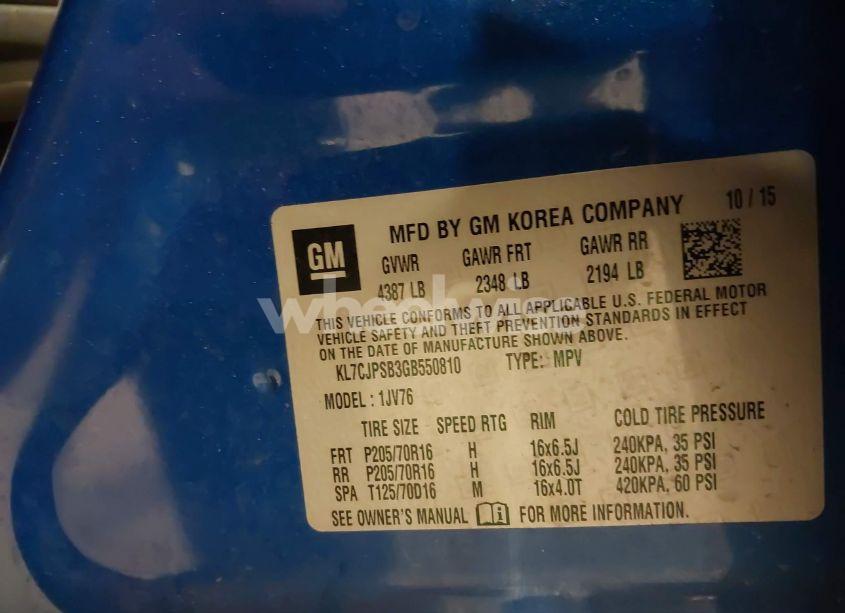 GM
MFD BY GM KOREA COMPANY 10 / 15
GVWR GAWR FRT GAWR RR
4387 LB 2348 LB 2194 LB
THIS VEHICLE CONFORMS TO ALL APPLICABLE U.S. FEDERAL MOTOR
VEHICLE SAFETY AND THEFT PREVENTION STANDARDS IN EFFECT
ON THE DATE OF MANUFACTURE SHOWN ABOVE.
KL7CJPSB3GB550810 TYPE: MPV
MODEL : 1JV76
TIRE SIZE SPEED RTG RIM COLD TIRE PRESSURE
FRT P205/70R16 H 16x6.5J 240KPA, 35 PSI
RR P205/70R16 H 16x6.5J 240KPA, 35 PSI
SPA T125/70D16 M 16x4.0T 420KPA, 60 PSI
SEE OWNER'S MANUAL FOR MORE INFORMATION.